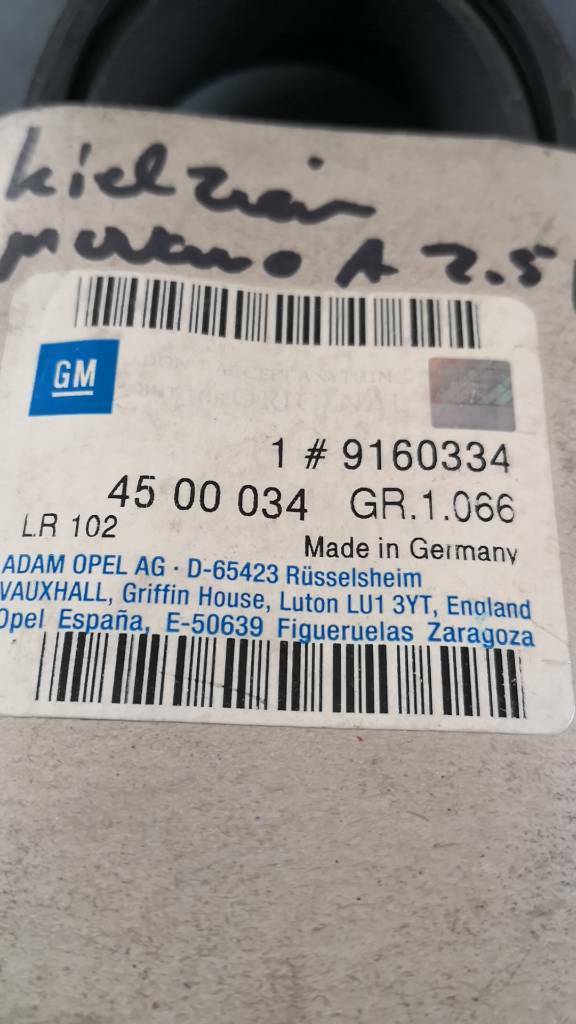 A 2.5
GM
ORIGINAL
1 # 9160334
45 00 034 GR.1.066
LR 102
Made in Germany
ADAM OPEL AG · D-65423 Rüsselsheim
VAUXHALL, Griffin House, Luton LU1 3YT, England
Opel España, E-50639 Figueruelas Zaragoza